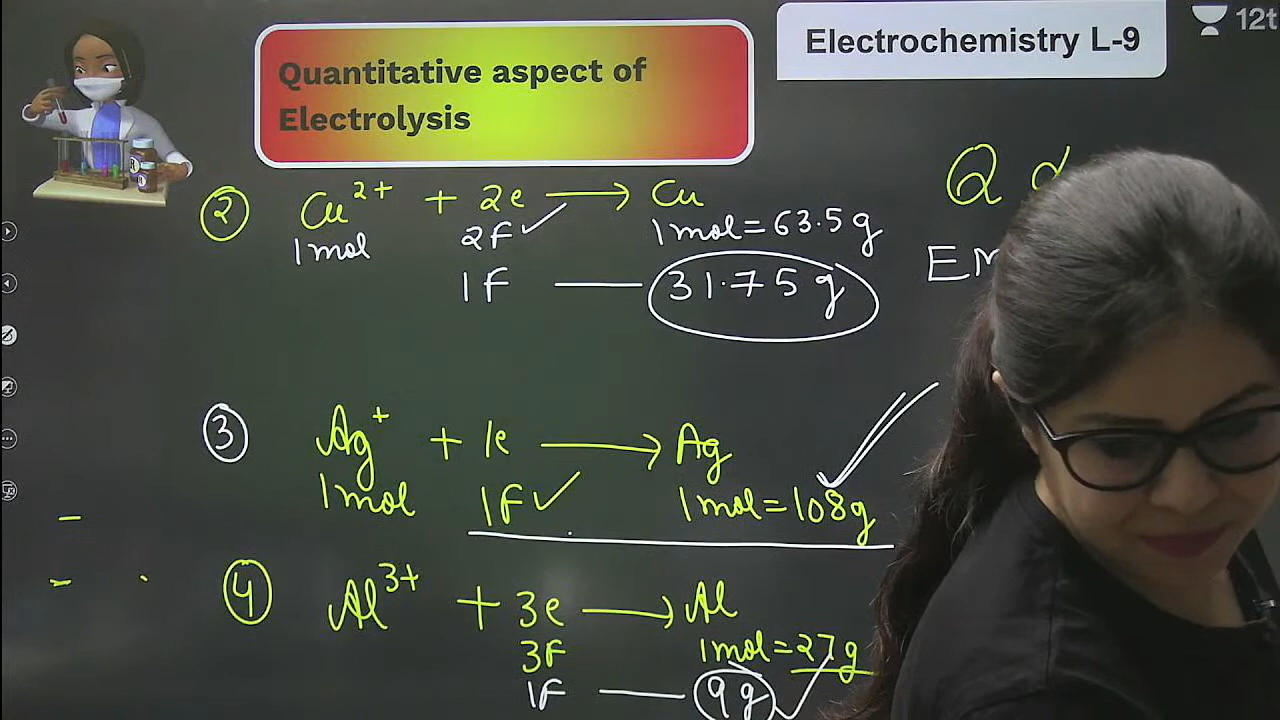 Quantitative aspect of
Electrolysis
Electrochemistry L-9
12t
Q α
② Cu²⁺ + 2e ⟶ Cu
1mol 2F ✓ 1mol = 63.5g
1F — 31.75g
③ Ag⁺ + 1e ⟶ Ag
1mol 1F ✓ 1mol = 108g
④ Al³⁺ + 3e ⟶ Al
3F 1mol = 27g
1F — 9g